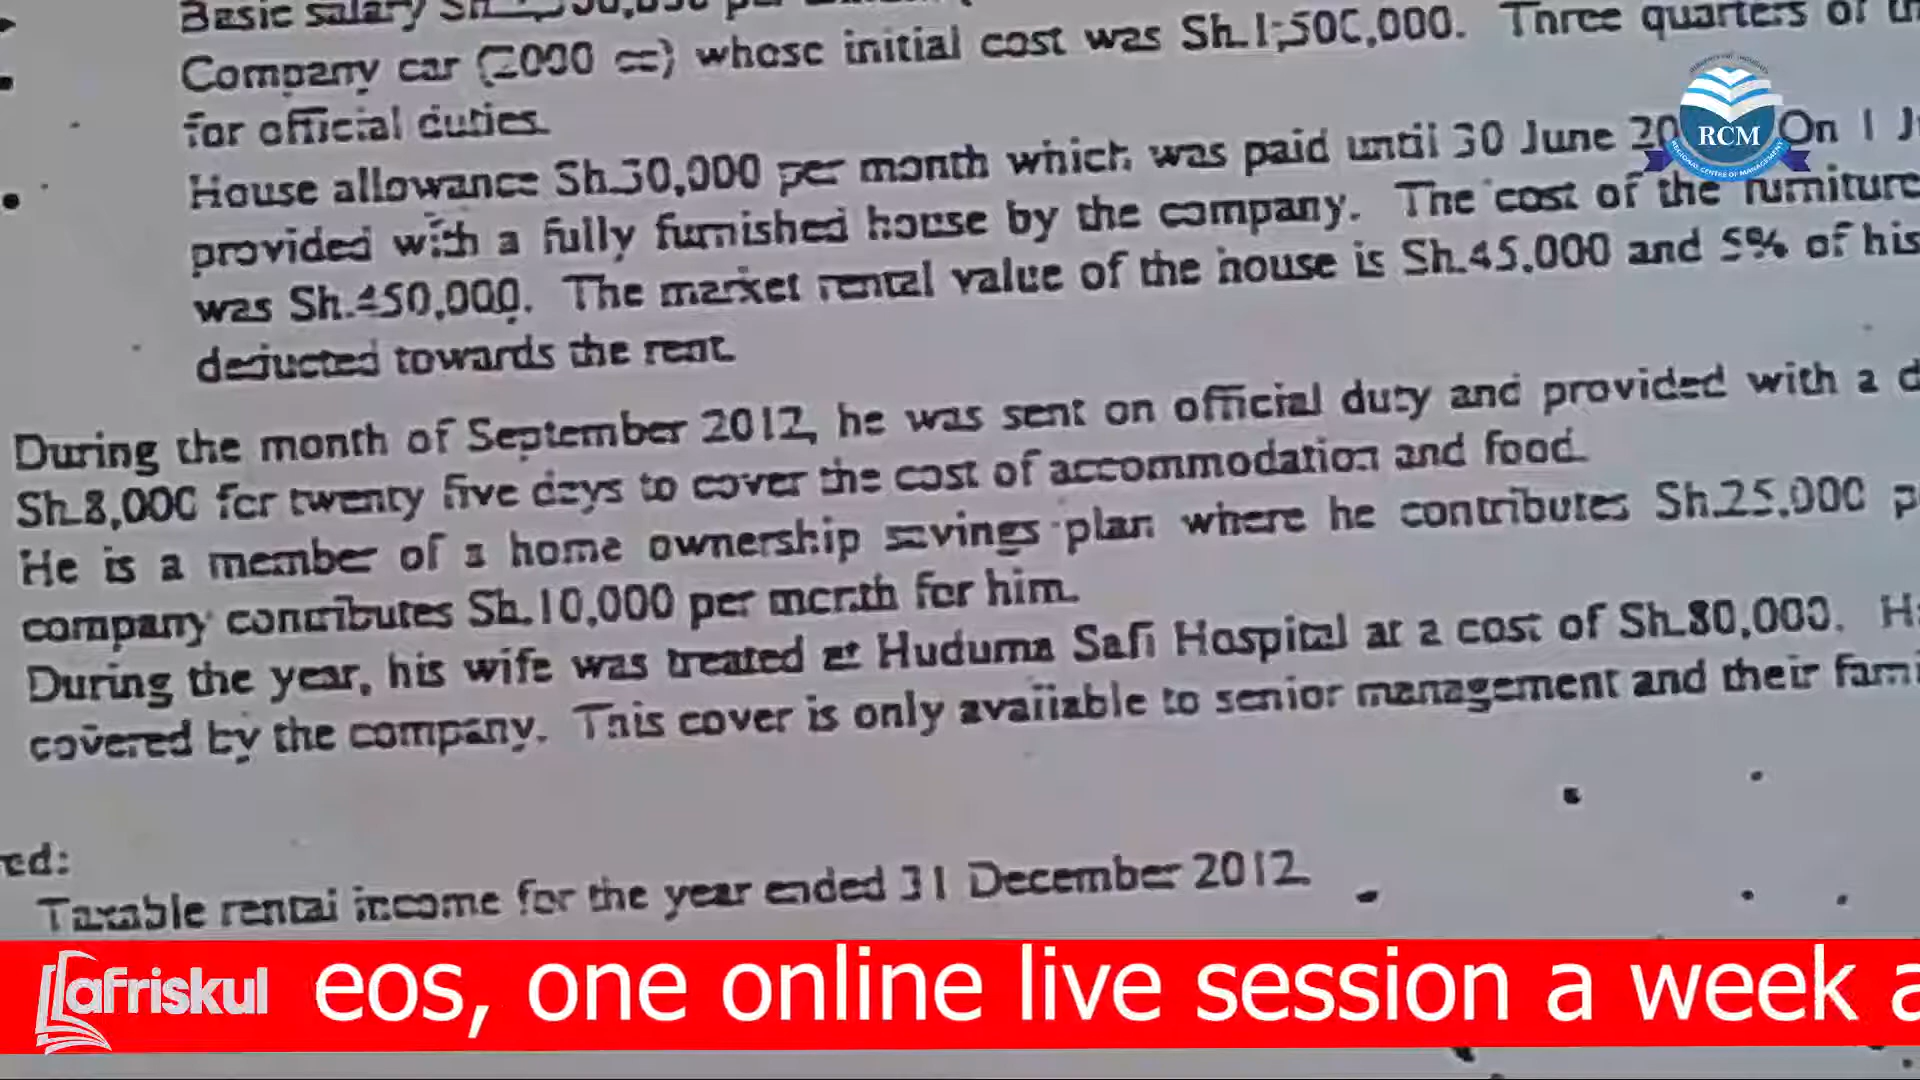 Basic salary Sh.
Company car (2000 cc) whose initial cost was Sh.1,500,000. Three quarters of
for official duties.
House allowance Sh.30,000 per month which was paid until 30 June 20 On 1 J
provided with a fully furnished house by the company. The cost of the furniture
was Sh.450,000. The market rental value of the house is Sh.45,000 and 5% of his
deducted towards the rent.
During the month of September 2012, he was sent on official duty and provided with a d
Sh.8,000 for twenty five days to cover the cost of accommodation and food.
He is a member of a home ownership savings plan where he contributes Sh.25,000 p
company contributes Sh.10,000 per month for him.
During the year, his wife was treated at Huduma Safi Hospital at a cost of Sh.80,000. H
covered by the company. This cover is only available to senior management and their fami
red:
Taxable rental income for the year ended 31 December 2012.
RCM
REGIONAL CENTRE OF MANAGEMENT
afriskul
eos, one online live session a week a